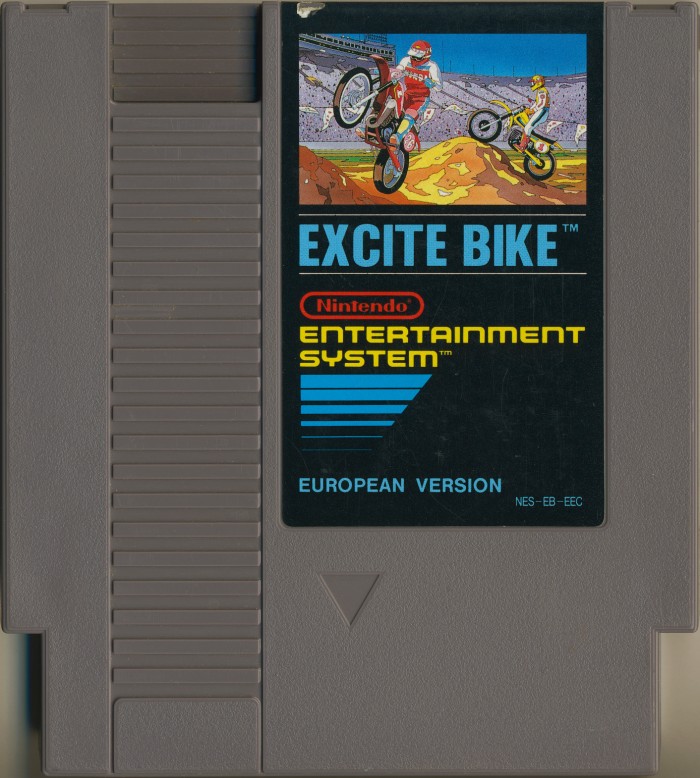 EXCITE BIKE™
Nintendo®
ENTERTAINMENT
SYSTEM™
EUROPEAN VERSION
NES-EB-EEC